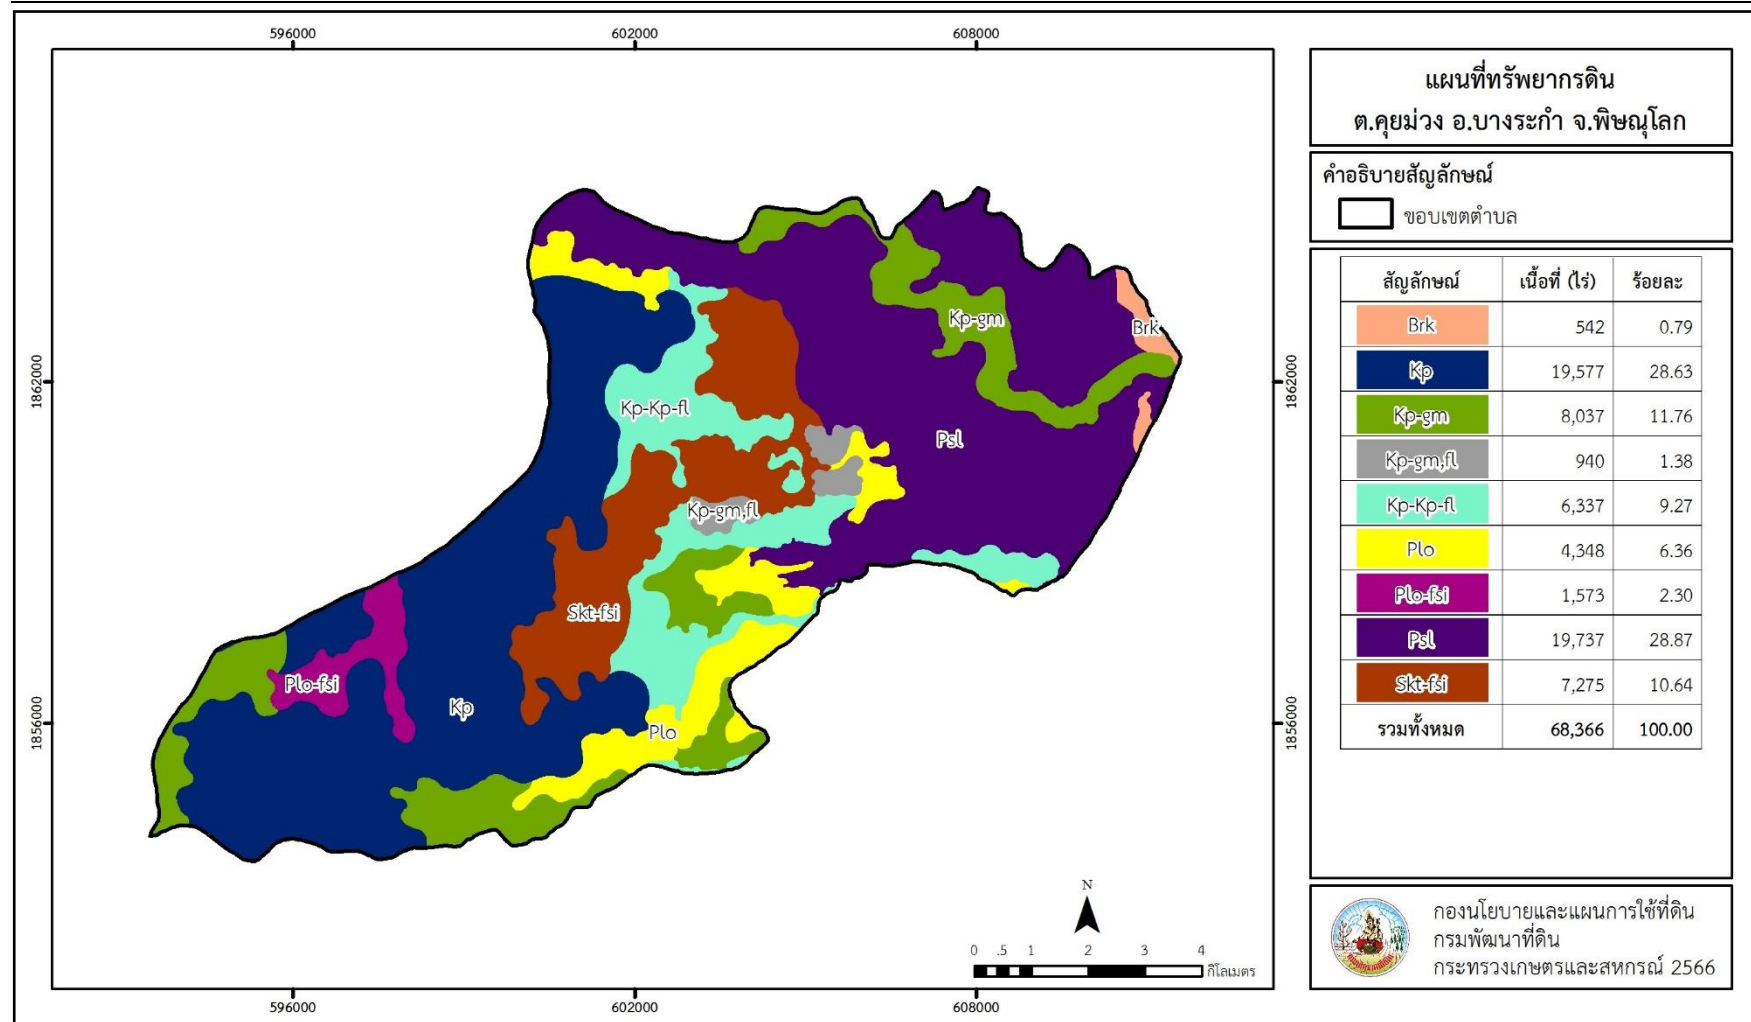 596000
602000
608000
1862000
1856000
1862000
1856000
596000
602000
608000
Kp-gm
Brk
Kp-Kp-fl
Psl
Kp-gm,fl
Skt-fsi
Plo-fsi
Kp
Plo
N
0 .5 1 2 3 4
กิโลเมตร
แผนที่ทรัพยากรดิน
ต.คุยม่วง อ.บางระกำ จ.พิษณุโลก
คำอธิบายสัญลักษณ์
ขอบเขตตำบล
สัญลักษณ์ เนื้อที่ (ไร่) ร้อยละ
Brk 542 0.79
Kp 19,577 28.63
Kp-gm 8,037 11.76
Kp-gm,fl 940 1.38
Kp-Kp-fl 6,337 9.27
Plo 4,348 6.36
Plo-fsi 1,573 2.30
Psl 19,737 28.87
Skt-fsi 7,275 10.64
รวมทั้งหมด 68,366 100.00
กองนโยบายและแผนการใช้ที่ดิน
กรมพัฒนาที่ดิน
กระทรวงเกษตรและสหกรณ์ 2566